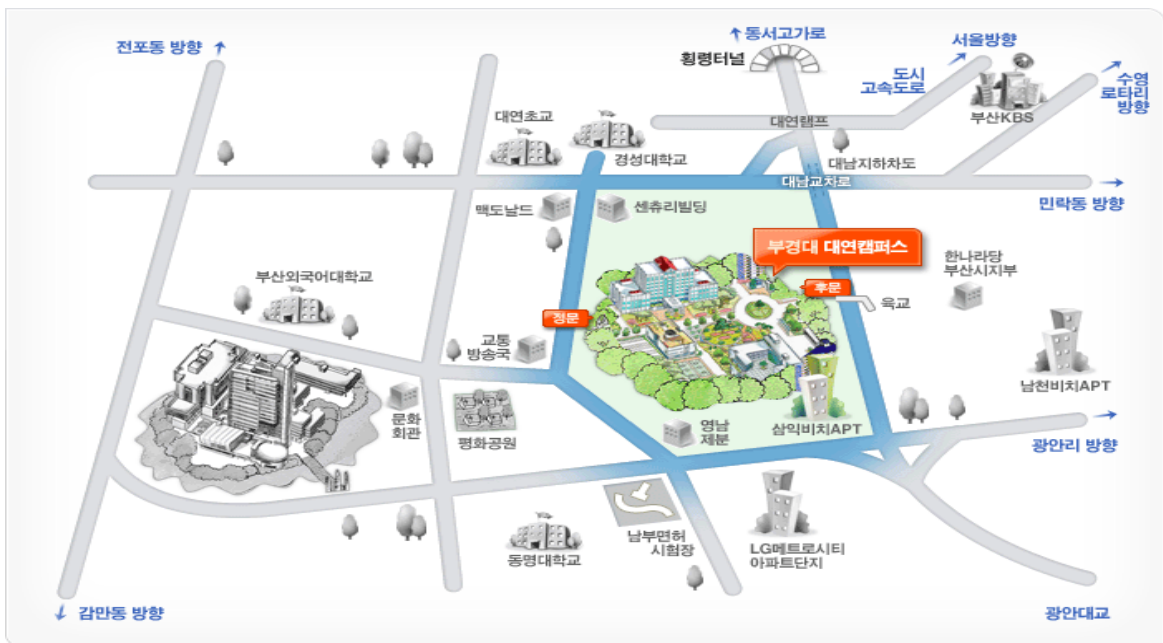 전포동 방향
동서고가로
횡령터널
서울방향
도시
고속도로
수영
로타리
방향
부산KBS
대연초교
경성대학교
대연램프
대남지하차도
대남교차로
민락동 방향
맥도날드
센츄리빌딩
부경대 대연캠퍼스
한나라당
부산시지부
부산외국어대학교
후문
육교
정문
교통
방송국
남천비치APT
문화
회관
평화공원
영남
제분
삼익비치APT
광안리 방향
남부면허
시험장
동명대학교
LG메트로시티
아파트단지
감만동 방향
광안대교